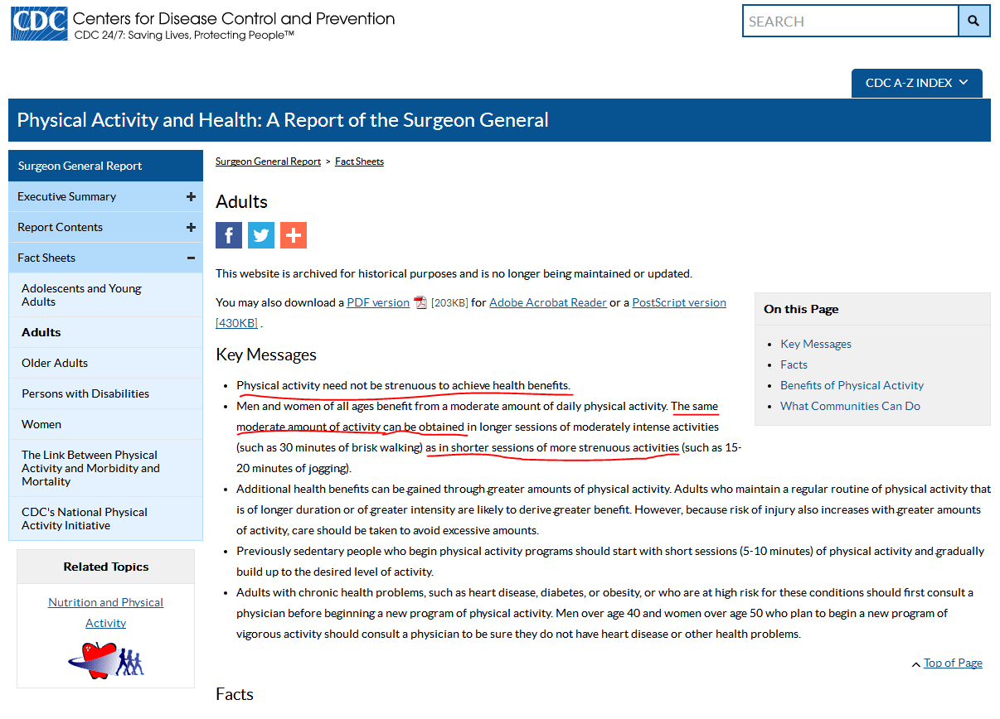 CDC Centers for Disease Control and Prevention
CDC 24/7: Saving Lives, Protecting People™
SEARCH
CDC A-Z INDEX
Physical Activity and Health: A Report of the Surgeon General
Surgeon General Report
Executive Summary
Report Contents
Fact Sheets
Adolescents and Young
Adults
Adults
Older Adults
Persons with Disabilities
Women
The Link Between Physical
Activity and Morbidity and
Mortality
CDC's National Physical
Activity Initiative
Related Topics
Nutrition and Physical
Activity
Surgeon General Report > Fact Sheets
Adults
This website is archived for historical purposes and is no longer being maintained or updated.
You may also download a PDF version [203KB] for Adobe Acrobat Reader or a PostScript version
[430KB] .
On this Page
Key Messages
Facts
Benefits of Physical Activity
What Communities Can Do
Key Messages
Physical activity need not be strenuous to achieve health benefits.
Men and women of all ages benefit from a moderate amount of daily physical activity. The same
moderate amount of activity can be obtained in longer sessions of moderately intense activities
(such as 30 minutes of brisk walking) as in shorter sessions of more strenuous activities (such as 15-
20 minutes of jogging).
Additional health benefits can be gained through greater amounts of physical activity. Adults who maintain a regular routine of physical activity that
is of longer duration or of greater intensity are likely to derive greater benefit. However, because risk of injury also increases with greater amounts
of activity, care should be taken to avoid excessive amounts.
Previously sedentary people who begin physical activity programs should start with short sessions (5-10 minutes) of physical activity and gradually
build up to the desired level of activity.
Adults with chronic health problems, such as heart disease, diabetes, or obesity, or who are at high risk for these conditions should first consult a
physician before beginning a new program of physical activity. Men over age 40 and women over age 50 who plan to begin a new program of
vigorous activity should consult a physician to be sure they do not have heart disease or other health problems.
Top of Page
Facts